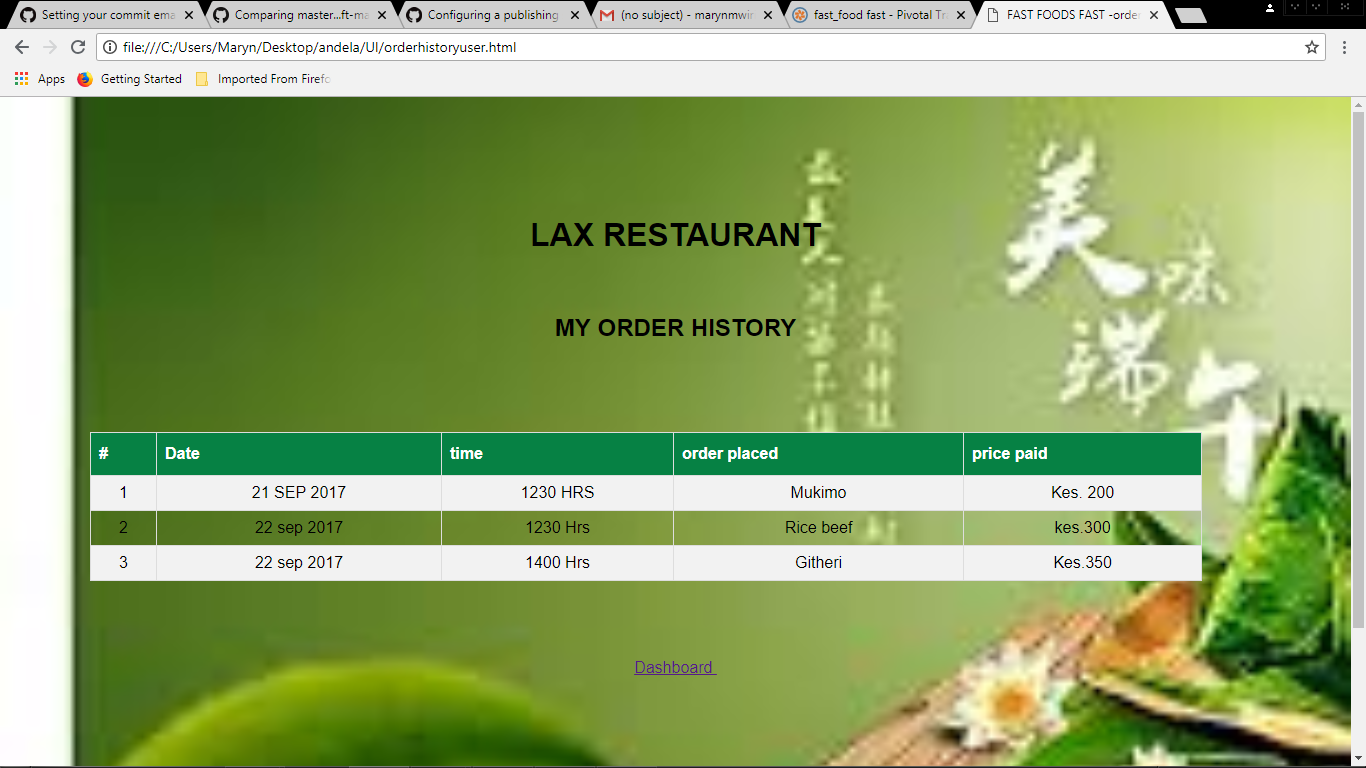 Setting your commit ema
Comparing master...ft-ma
Configuring a publishing
(no subject) - marynmwir
fast_food fast - Pivotal Tra
FAST FOODS FAST -order
file:///C:/Users/Maryn/Desktop/andela/UI/orderhistoryuser.html
Apps
Getting Started
Imported From Firefo
美味
端午
LAX RESTAURANT
MY ORDER HISTORY
# Date time order placed price paid
1 21 SEP 2017 1230 HRS Mukimo Kes. 200
2 22 sep 2017 1230 Hrs Rice beef kes.300
3 22 sep 2017 1400 Hrs Githeri Kes.350
Dashboard